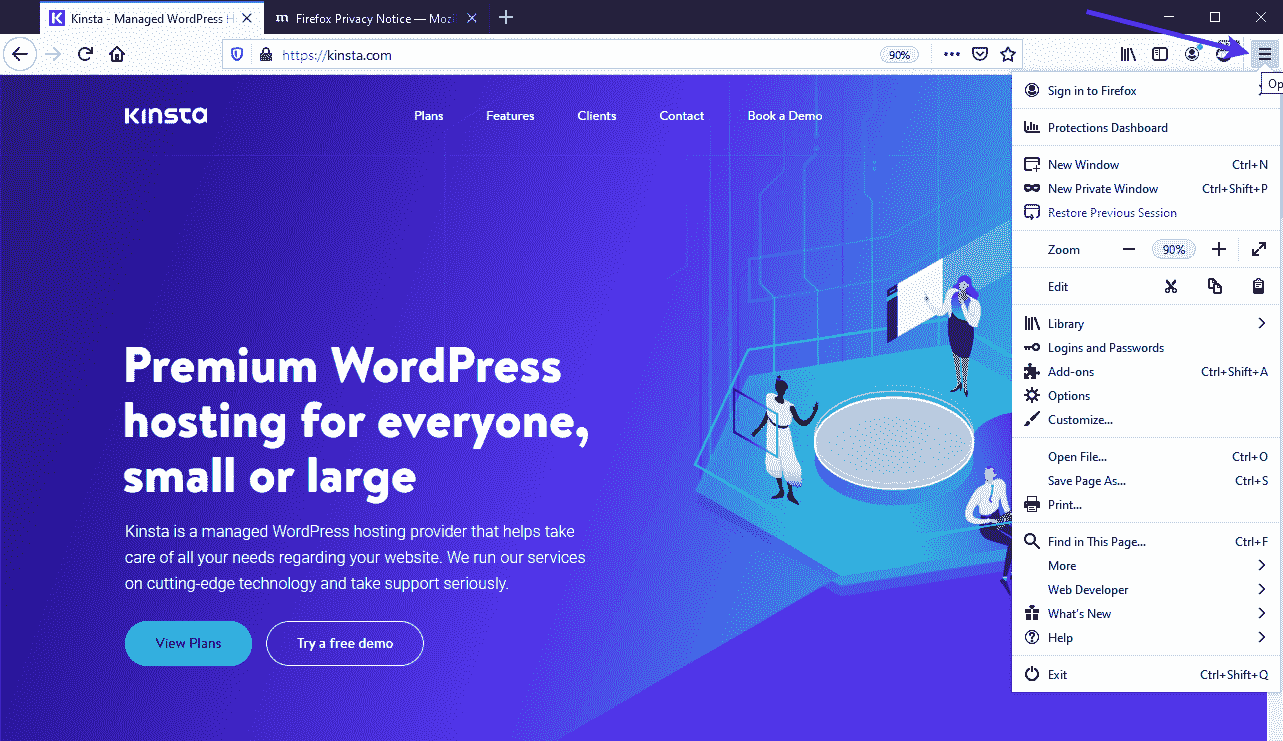 Kinsta - Managed WordPress H
Firefox Privacy Notice — Mozil
https://kinsta.com
90%
Op
KINSTA
Plans
Features
Clients
Contact
Book a Demo
Premium WordPress
hosting for everyone,
small or large
Kinsta is a managed WordPress hosting provider that helps take
care of all your needs regarding your website. We run our services
on cutting-edge technology and take support seriously.
View Plans
Try a free demo
Sign in to Firefox
Protections Dashboard
New Window Ctrl+N
New Private Window Ctrl+Shift+P
Restore Previous Session
Zoom 90%
Edit
Library
Logins and Passwords
Add-ons Ctrl+Shift+A
Options
Customize...
Open File... Ctrl+O
Save Page As... Ctrl+S
Print...
Find in This Page... Ctrl+F
More
Web Developer
What's New
Help
Exit Ctrl+Shift+Q